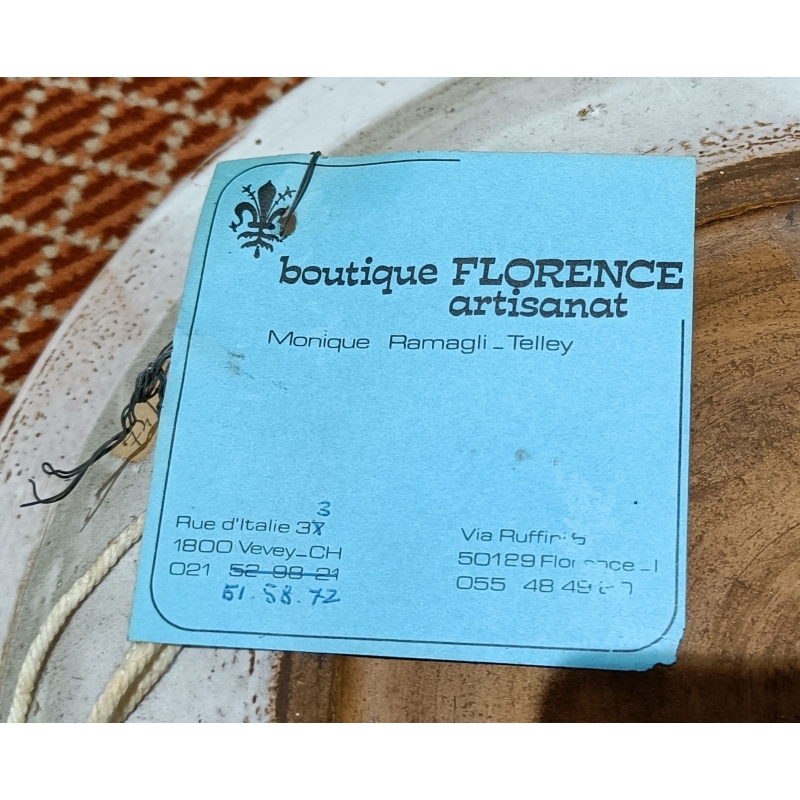 boutique FLORENCE
artisanat
Monique Ramagli_Telley
3
Rue d'Italie 3
1800 Vevey_CH
021 52 98 21
51.58.72
Via Ruffini 5
50129 Florence_I
055 48 49